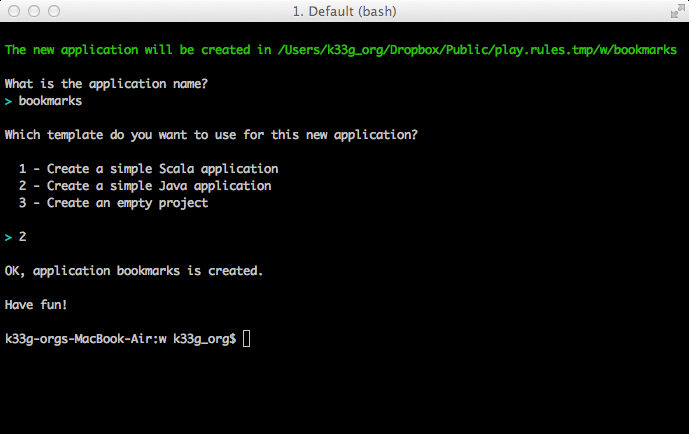 1. Default (bash)
The new application will be created in /Users/k33g_org/Dropbox/Public/play.rules.tmp/w/bookmarks
What is the application name?
> bookmarks
Which template do you want to use for this new application?
1 - Create a simple Scala application
2 - Create a simple Java application
3 - Create an empty project
> 2
OK, application bookmarks is created.
Have fun!
k33g-orgs-MacBook-Air:w k33g_org$